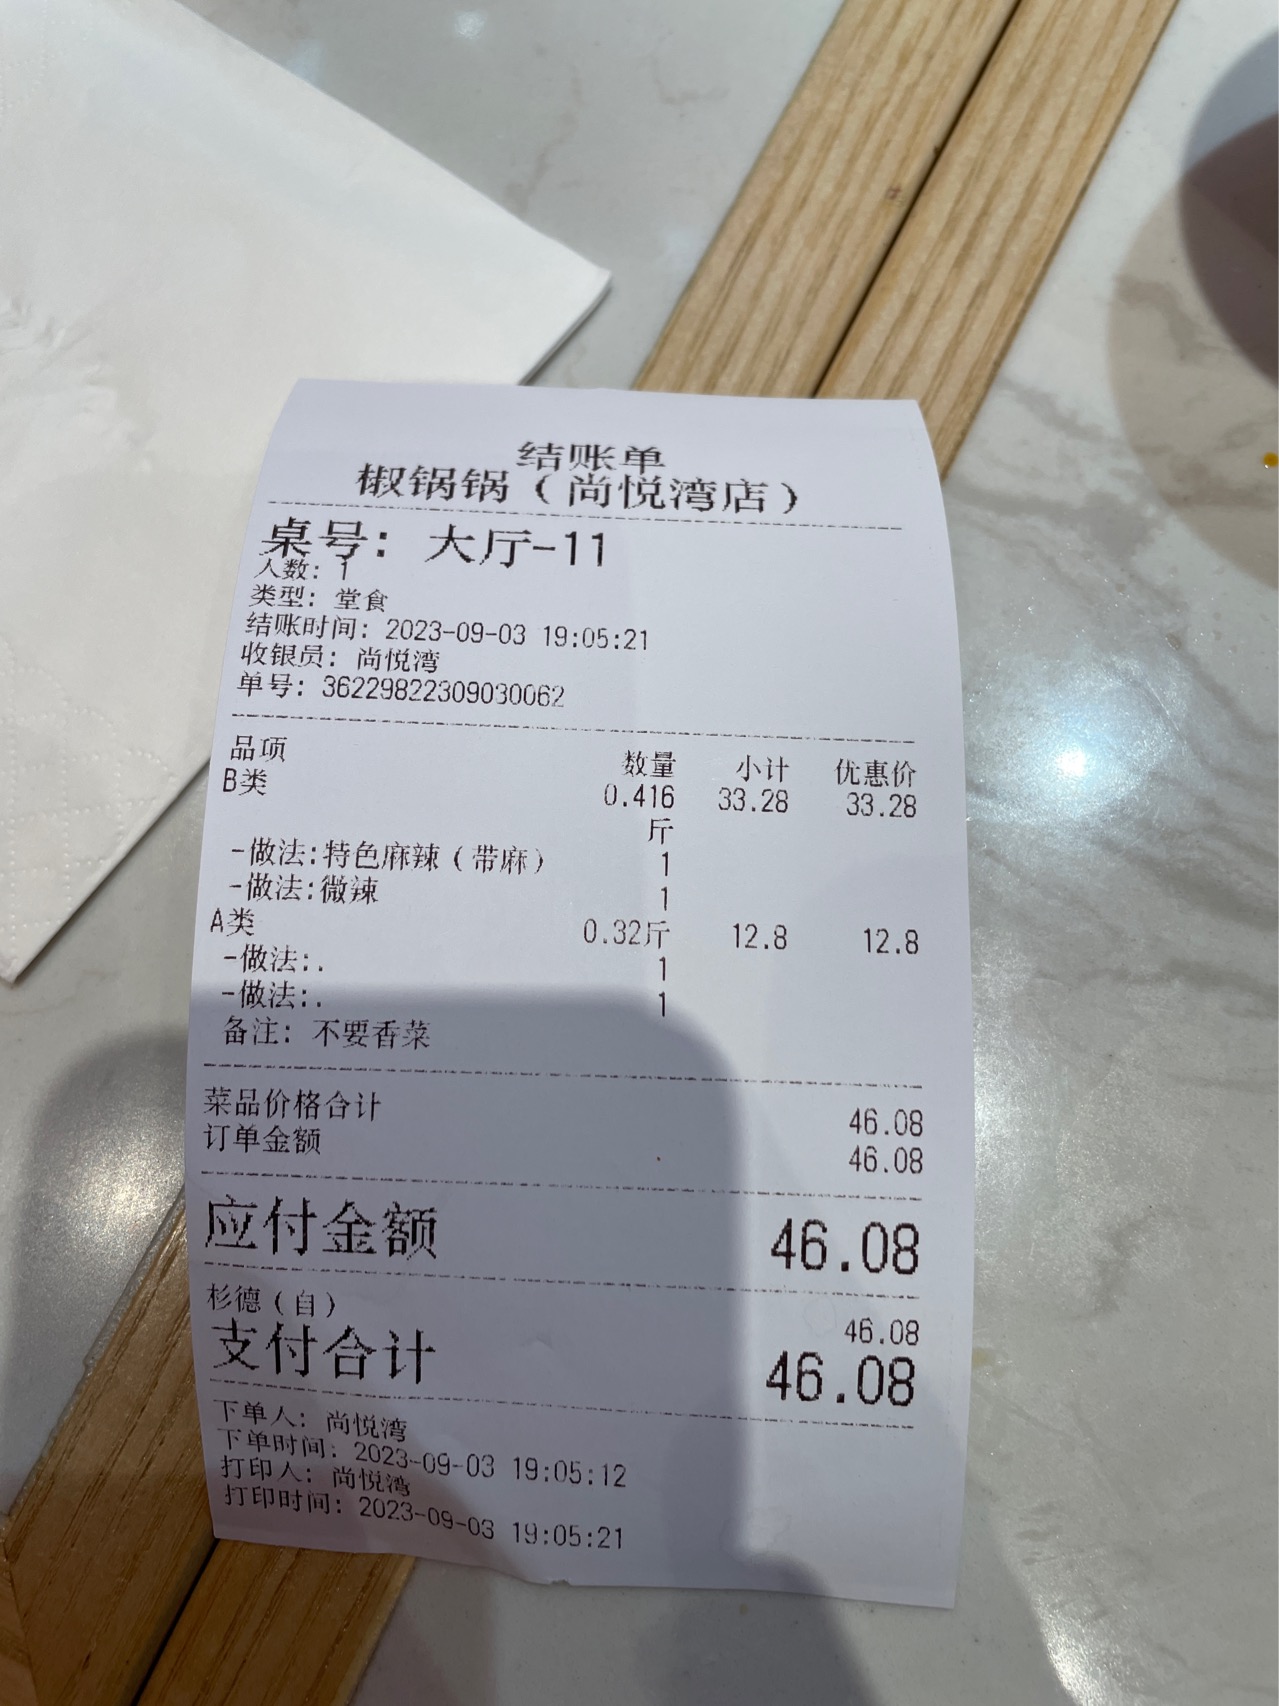 结账单
椒锅锅（尚悦湾店）
桌号：大厅-11
人数：1
类型：堂食
结账时间：2023-09-03 19:05:21
收银员：尚悦湾
单号：36229822309030062
品项 数量 小计 优惠价
B类 0.416 33.28 33.28
斤
-做法:特色麻辣（带麻） 1
-做法:微辣 1
A类 0.32斤 12.8 12.8
-做法:. 1
-做法:. 1
备注：不要香菜
菜品价格合计 46.08
订单金额 46.08
应付金额 46.08
杉德（自） 46.08
支付合计 46.08
下单人：尚悦湾
下单时间：2023-09-03 19:05:12
打印人：尚悦湾
打印时间：2023-09-03 19:05:21